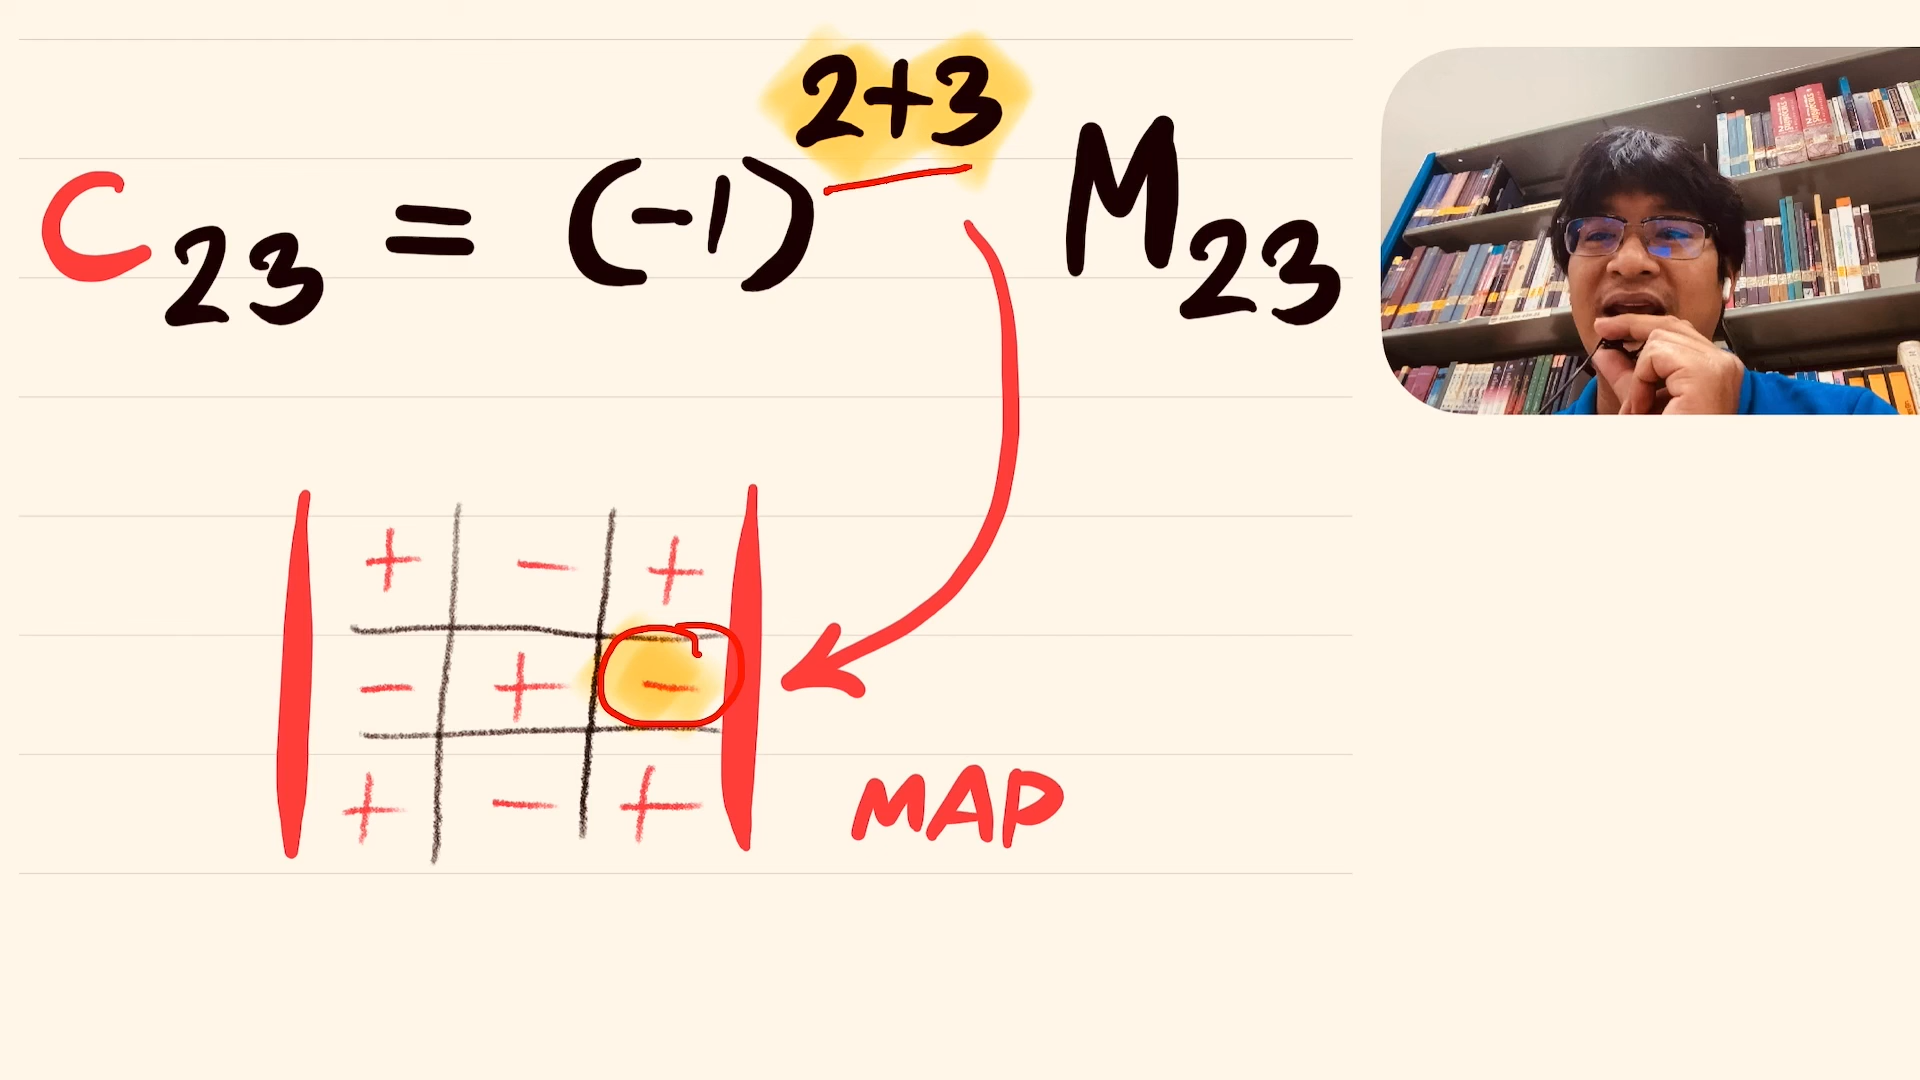 C₂₃ = (-1)²⁺³ M₂₃
+ - +
- + -
+ - +
MAP